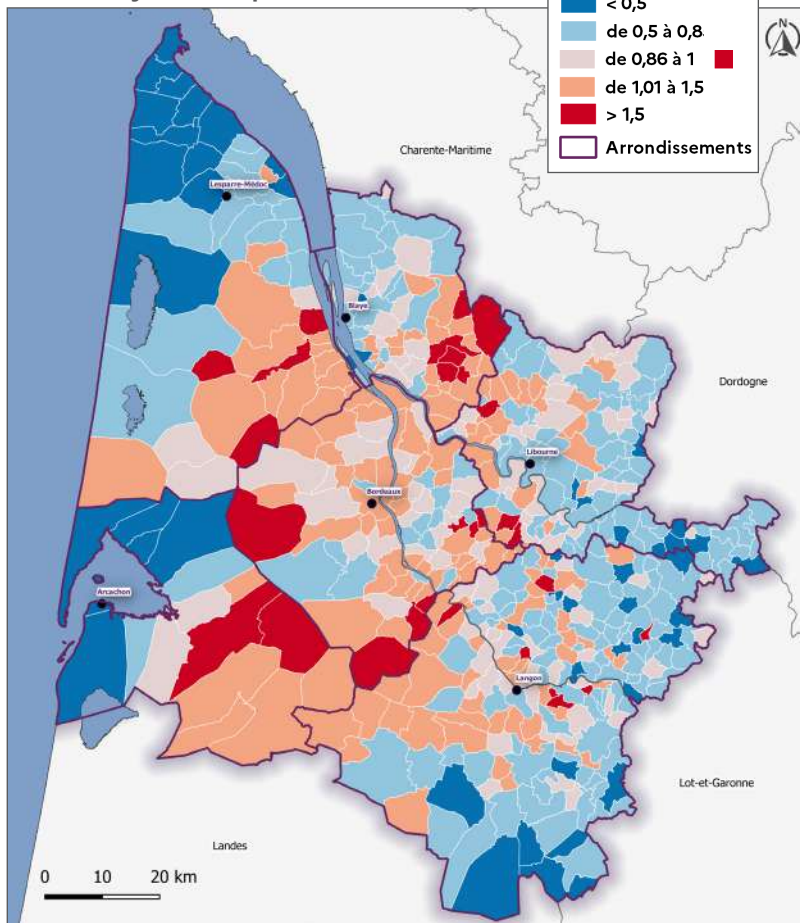 < 0,5
de 0,5 à 0,8
de 0,86 à 1
de 1,01 à 1,5
> 1,5
Arrondissements
N
Charente-Maritime
Lesparre-Médoc
Blaye
Dordogne
Libourne
Bordeaux
Arcachon
Langon
Lot-et-Garonne
Landes
0 10 20 km